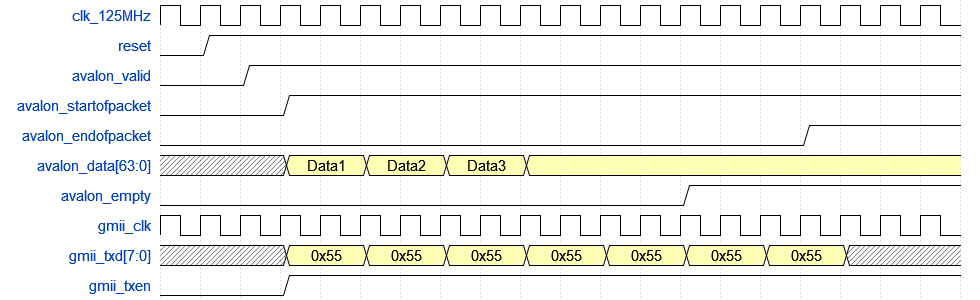 clk_125MHz
reset
avalon_valid
avalon_startofpacket
avalon_endofpacket
avalon_data[63:0] Data1 Data2 Data3
avalon_empty
gmii_clk
gmii_txd[7:0] 0x55 0x55 0x55 0x55 0x55 0x55 0x55
gmii_txen